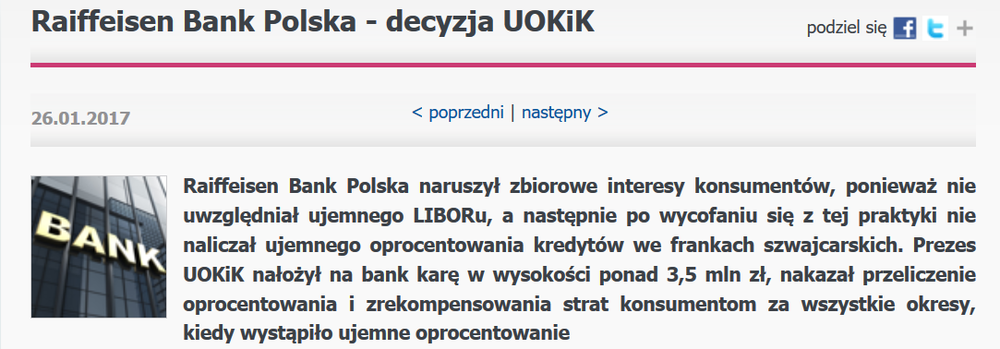 Raiffeisen Bank Polska - decyzja UOKiK
podziel się
26.01.2017
< poprzedni | następny >
BANK
Raiffeisen Bank Polska naruszył zbiorowe interesy konsumentów, ponieważ nie
uwzględniał ujemnego LIBORu, a następnie po wycofaniu się z tej praktyki nie
naliczał ujemnego oprocentowania kredytów we frankach szwajcarskich. Prezes
UOKiK nałożył na bank karę w wysokości ponad 3,5 mln zł, nakazał przeliczenie
oprocentowania i zrekompensowania strat konsumentom za wszystkie okresy,
kiedy wystąpiło ujemne oprocentowanie